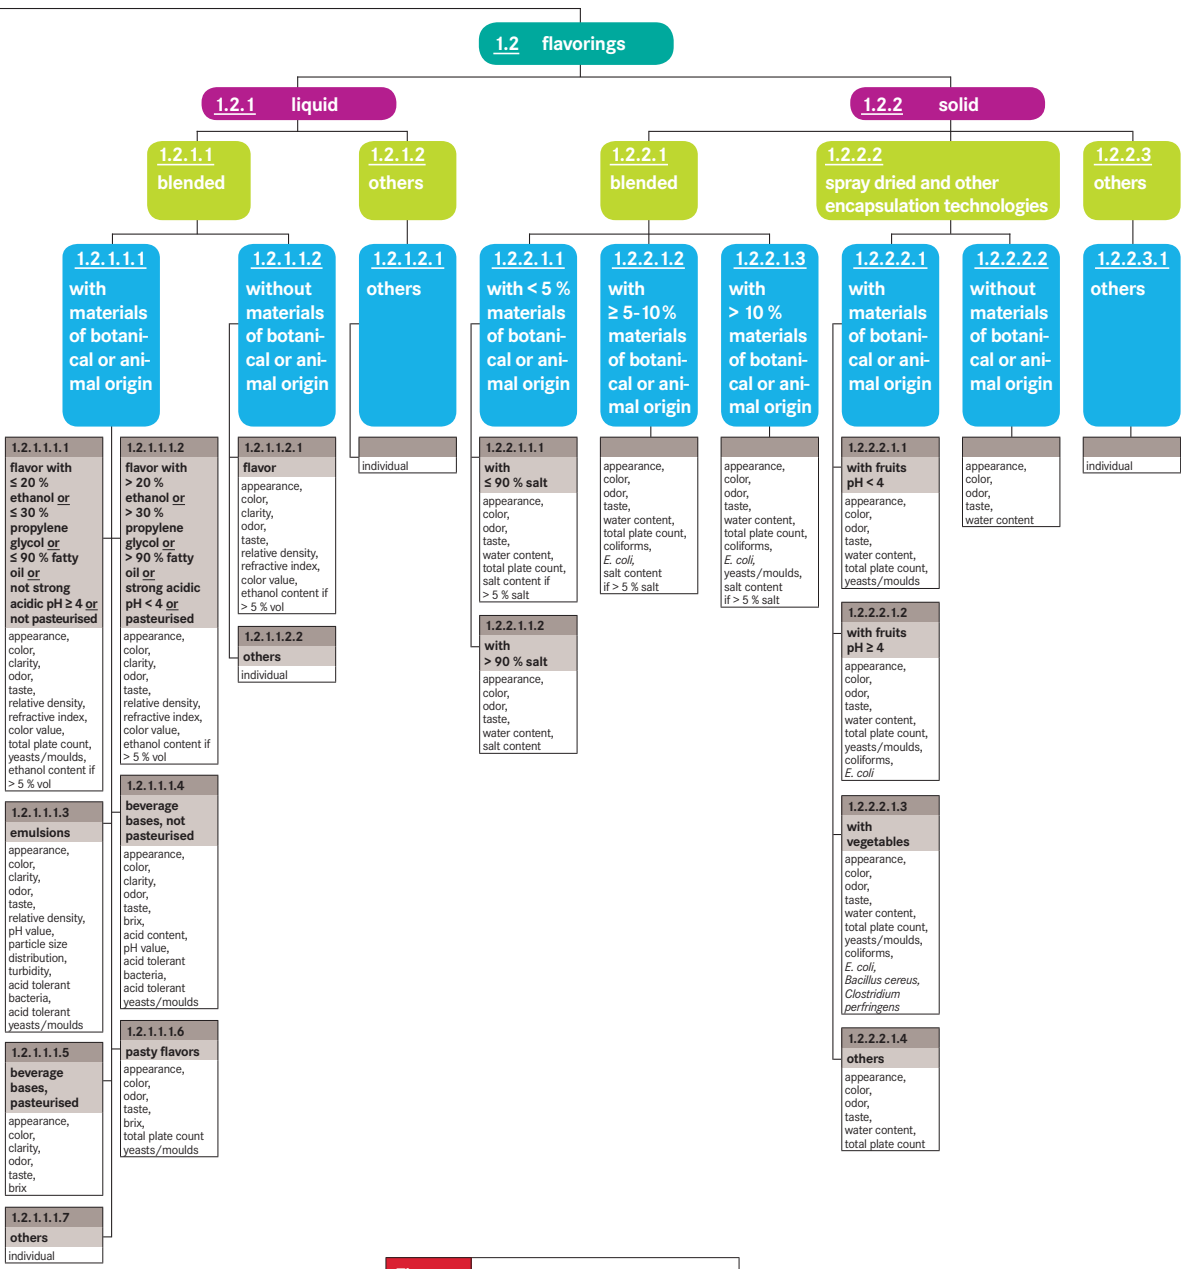 1.2 flavorings
1.2.1 liquid
1.2.2 solid
1.2.1.1
blended
1.2.1.2
others
1.2.2.1
blended
1.2.2.2
spray dried and other
encapsulation technologies
1.2.2.3
others
1.2.1.1.1
with
materials
of botani-
cal or ani-
mal origin
1.2.1.1.2
without
materials
of botani-
cal or ani-
mal origin
1.2.1.2.1
others
1.2.2.1.1
with < 5 %
materials
of botani-
cal or ani-
mal origin
1.2.2.1.2
with
≥ 5-10 %
materials
of botani-
cal or ani-
mal origin
1.2.2.1.3
with
> 10 %
materials
of botani-
cal or ani-
mal origin
1.2.2.2.1
with
materials
of botani-
cal or ani-
mal origin
1.2.2.2.2
without
materials
of botani-
cal or ani-
mal origin
1.2.2.3.1
others
1.2.1.1.1.1
flavor with
≤ 20 %
ethanol or
≤ 30 %
propylene
glycol or
≤ 90 % fatty
oil or
not strong
acidic pH ≥ 4 or
not pasteurised
appearance,
color,
clarity,
odor,
taste,
relative density,
refractive index,
color value,
total plate count,
yeasts/moulds,
ethanol content if
> 5 % vol
1.2.1.1.1.2
flavor with
> 20 %
ethanol or
> 30 %
propylene
glycol or
> 90 % fatty
oil or
strong acidic
pH < 4 or
pasteurised
appearance,
color,
clarity,
odor,
taste,
relative density,
refractive index,
color value,
ethanol content if
> 5 % vol
1.2.1.1.1.3
emulsions
appearance,
color,
clarity,
odor,
taste,
relative density,
pH value,
particle size
distribution,
turbidity,
acid tolerant
bacteria,
acid tolerant
yeasts/moulds
1.2.1.1.1.4
beverage
bases, not
pasteurised
appearance,
color,
clarity,
odor,
taste,
brix,
acid content,
pH value,
acid tolerant
bacteria,
acid tolerant
yeasts/moulds
1.2.1.1.1.5
beverage
bases,
pasteurised
appearance,
color,
clarity,
odor,
taste,
brix
1.2.1.1.1.6
pasty flavors
appearance,
color,
odor,
taste,
brix,
total plate count
yeasts/moulds
1.2.1.1.1.7
others
individual
1.2.1.1.2.1
flavor
appearance,
color,
clarity,
odor,
taste,
relative density,
refractive index,
color value,
ethanol content if
> 5 % vol
1.2.1.1.2.2
others
individual
individual
1.2.2.1.1.1
with
≤ 90 % salt
appearance,
color,
odor,
taste,
water content,
total plate count,
salt content if
> 5 % salt
1.2.2.1.1.2
with
> 90 % salt
appearance,
color,
odor,
taste,
water content,
salt content
appearance,
color,
odor,
taste,
water content,
total plate count,
coliforms,
E. coli,
salt content
if > 5 % salt
appearance,
color,
odor,
taste,
water content,
total plate count,
coliforms,
E. coli,
yeasts/moulds,
salt content
if > 5 % salt
1.2.2.2.1.1
with fruits
pH < 4
appearance,
color,
odor,
taste,
water content,
total plate count,
yeasts/moulds
1.2.2.2.1.2
with fruits
pH ≥ 4
appearance,
color,
odor,
taste,
water content,
total plate count,
yeasts/moulds,
coliforms,
E. coli
1.2.2.2.1.3
with
vegetables
appearance,
color,
odor,
taste,
water content,
total plate count,
yeasts/moulds,
coliforms,
E. coli,
Bacillus cereus,
Clostridium
perfringens
1.2.2.2.1.4
others
appearance,
color,
odor,
taste,
water content,
total plate count
appearance,
color,
odor,
taste,
water content
individual